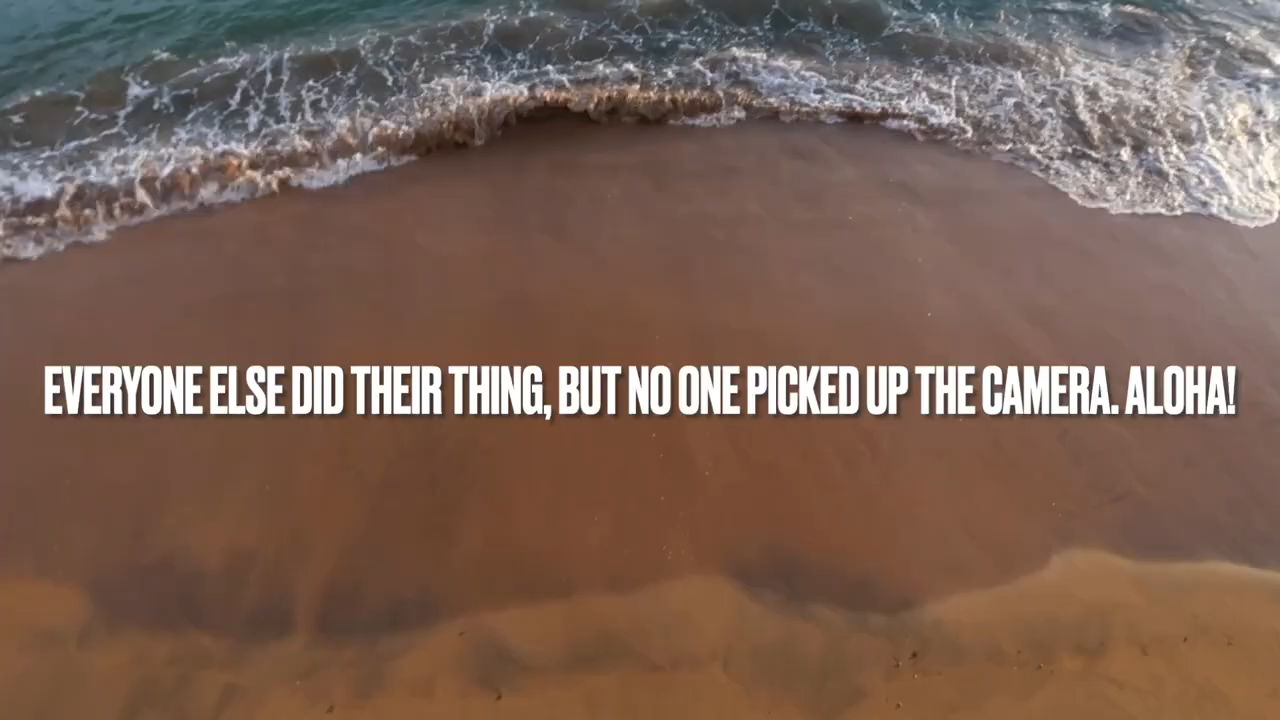 EVERYONE ELSE DID THEIR THING, BUT NO ONE PICKED UP THE CAMERA. ALOHA!